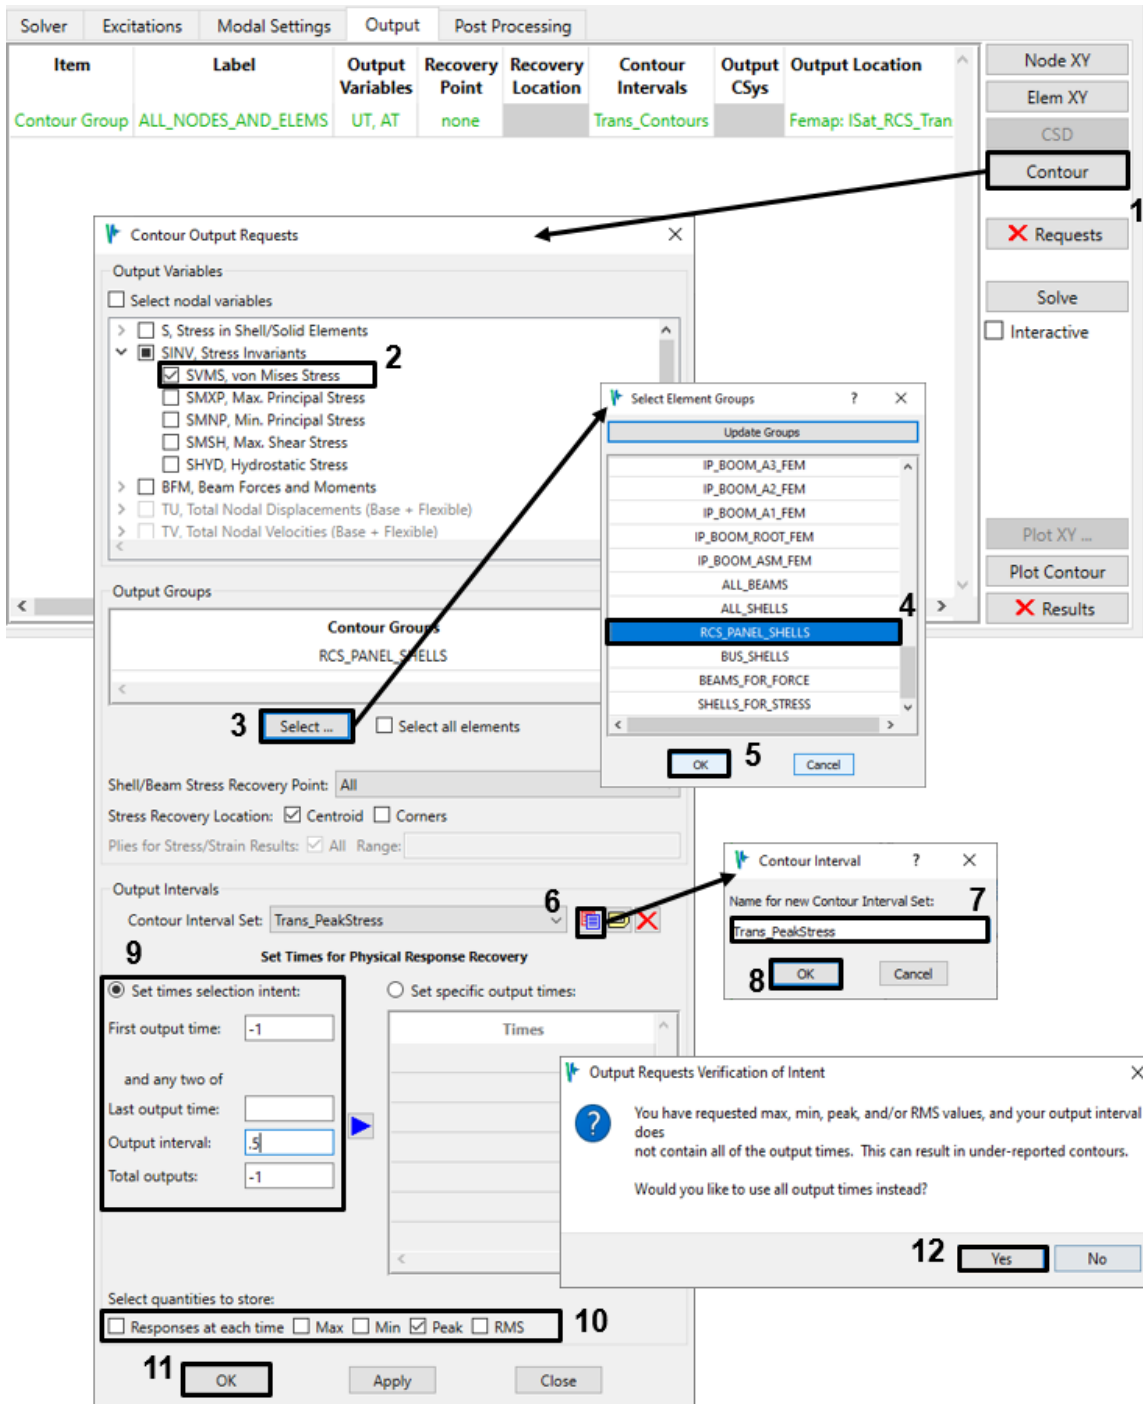 Solver Excitations Modal Settings Output Post Processing
Item Label Output Variables Recovery Point Recovery Location Contour Intervals Output CSys Output Location
Contour Group ALL_NODES_AND_ELEMS UT, AT none Trans_Contours Femap: ISat_RCS_Tran
Node XY
Elem XY
CSD
Contour
1
Requests
Solve
Interactive
Plot XY ...
Plot Contour
Results
Contour Output Requests
Output Variables
Select nodal variables
S, Stress in Shell/Solid Elements
SINV, Stress Invariants
2
SVMS, von Mises Stress
SMXP, Max. Principal Stress
SMNP, Min. Principal Stress
SMSH, Max. Shear Stress
SHYD, Hydrostatic Stress
BFM, Beam Forces and Moments
TU, Total Nodal Displacements (Base + Flexible)
TV, Total Nodal Velocities (Base + Flexible)
Output Groups
Contour Groups
RCS_PANEL_SHELLS
3
Select ...
Select all elements
Shell/Beam Stress Recovery Point: All
Stress Recovery Location: Centroid Corners
Plies for Stress/Strain Results: All Range:
Select Element Groups ?
Update Groups
IP_BOOM_A3_FEM
IP_BOOM_A2_FEM
IP_BOOM_A1_FEM
IP_BOOM_ROOT_FEM
IP_BOOM_ASM_FEM
ALL_BEAMS
ALL_SHELLS
4
RCS_PANEL_SHELLS
BUS_SHELLS
BEAMS_FOR_FORCE
SHELLS_FOR_STRESS
OK
5
Cancel
Output Intervals
6
Contour Interval Set: Trans_PeakStress
9
Set Times for Physical Response Recovery
Set times selection intent:
Set specific output times:
First output time: -1
Times
and any two of
Last output time:
Output interval: .5
Total outputs: -1
Contour Interval ?
Name for new Contour Interval Set:
7
Trans_PeakStress
8
OK
Cancel
Output Requests Verification of Intent
You have requested max, min, peak, and/or RMS values, and your output interval
does
not contain all of the output times. This can result in under-reported contours.
Would you like to use all output times instead?
12
Yes
No
Select quantities to store:
Responses at each time Max Min Peak RMS
10
11
OK
Apply
Close